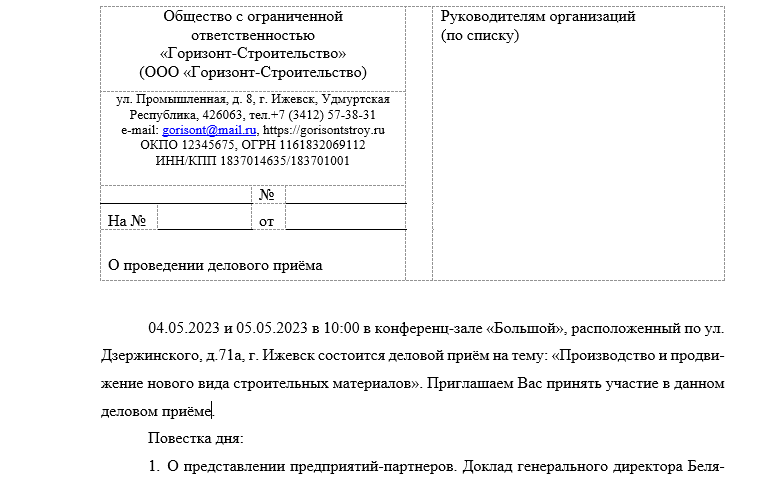 Общество с ограниченной
ответственностью
«Горизонт-Строительство»
(ООО «Горизонт-Строительство)
Руководителям организаций
(по списку)
ул. Промышленная, д. 8, г. Ижевск, Удмуртская
Республика, 426063, тел.+7 (3412) 57-38-31
e-mail: gorisont@mail.ru, https://gorisontstroy.ru
ОКПО 12345675, ОГРН 1161832069112
ИНН/КПП 1837014635/183701001
№
На № от
О проведении делового приёма
04.05.2023 и 05.05.2023 в 10:00 в конференц-зале «Большой», расположенный по ул.
Дзержинского, д.71а, г. Ижевск состоится деловой приём на тему: «Производство и продви-
жение нового вида строительных материалов». Приглашаем Вас принять участие в данном
деловом приёме.
Повестка дня:
1. О представлении предприятий-партнеров. Доклад генерального директора Беля-